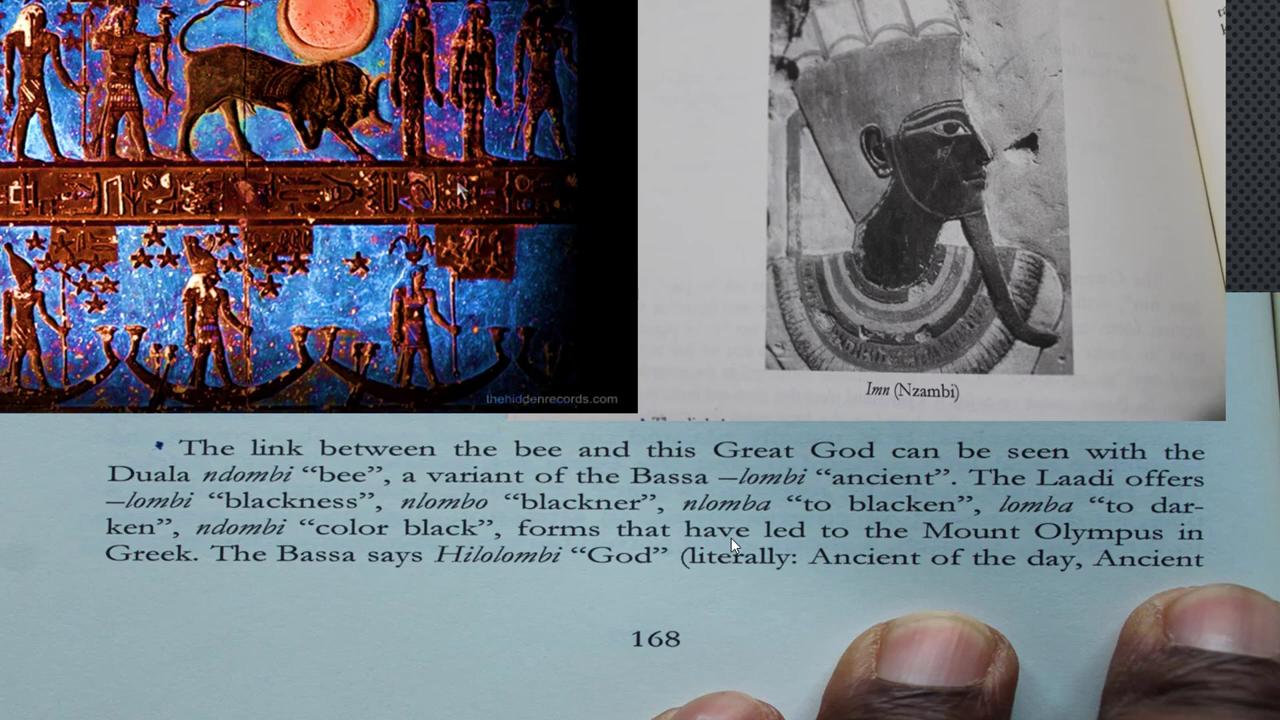 thehiddenrecords.com
Imn (Nzambi)
The link between the bee and this Great God can be seen with the
Duala ndombi “bee”, a variant of the Bassa –lombi “ancient”. The Laadi offers
–lombi “blackness”, nlombo “blackner”, nlomba “to blacken”, lomba “to dar-
ken”, ndombi “color black”, forms that have led to the Mount Olympus in
Greek. The Bassa says Hilolombi “God” (literally: Ancient of the day, Ancient
168